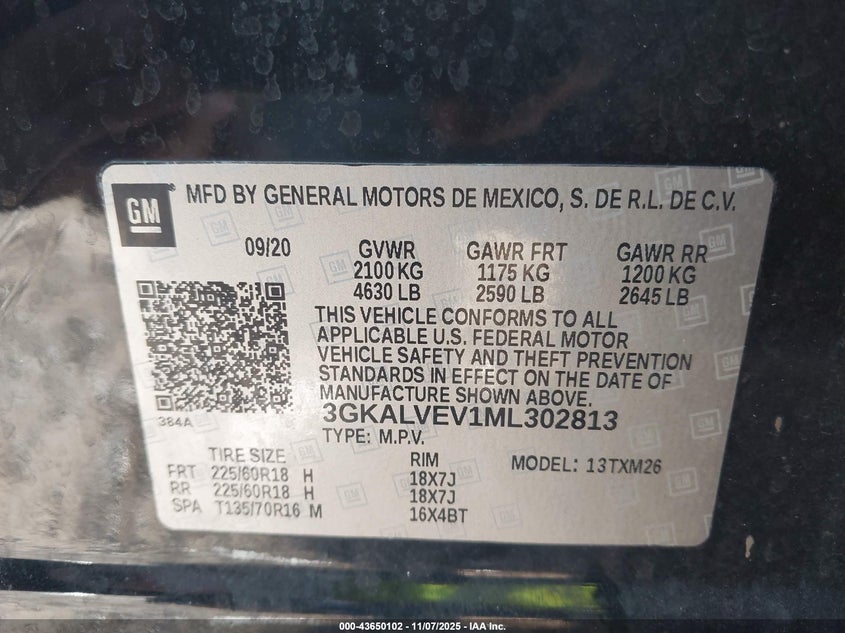 GM
MFD BY GENERAL MOTORS DE MEXICO, S. DE R.L. DE C.V.
09/20 GVWR GAWR FRT GAWR RR
2100 KG 1175 KG 1200 KG
4630 LB 2590 LB 2645 LB
THIS VEHICLE CONFORMS TO ALL
APPLICABLE U.S. FEDERAL MOTOR
VEHICLE SAFETY AND THEFT PREVENTION
STANDARDS IN EFFECT ON THE DATE OF
MANUFACTURE SHOWN ABOVE.
384A
3GKALVEV1ML302813
TYPE: M.P.V.
TIRE SIZE RIM MODEL: 13TXM26
FRT 225/60R18 H 18X7J
RR 225/60R18 H 18X7J
SPA T135/70R16 M 16X4BT
000-43650102 - 11/07/2025 - IAA Inc.